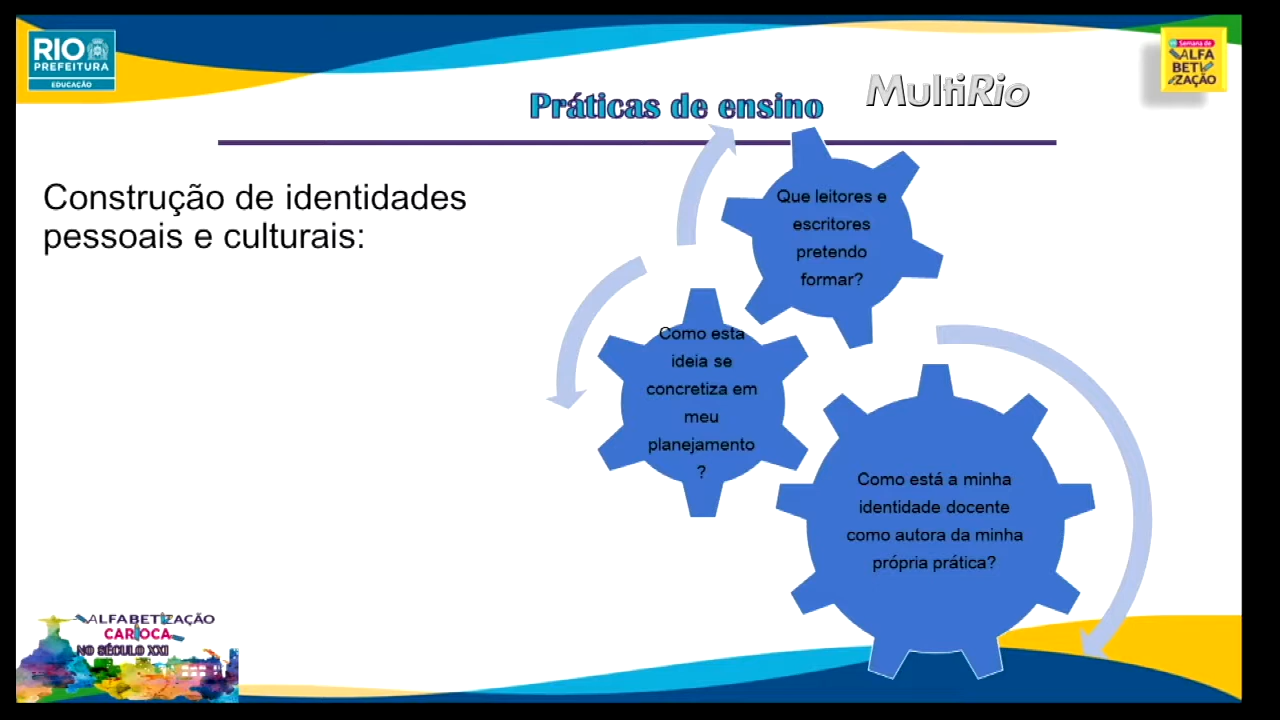 RIO
PREFEITURA
EDUCAÇÃO
Práticas de ensino
MultiRio
Semana de
ALFA
BETI
ZAÇÃO
Construção de identidades
pessoais e culturais:
Que leitores e
escritores
pretendo
formar?
Como esta
ideia se
concretiza em
meu
planejamento
?
Como está a minha
identidade docente
como autora da minha
própria prática?
ALFABETIZAÇÃO
CARIOCA
NO SÉCULO XXI